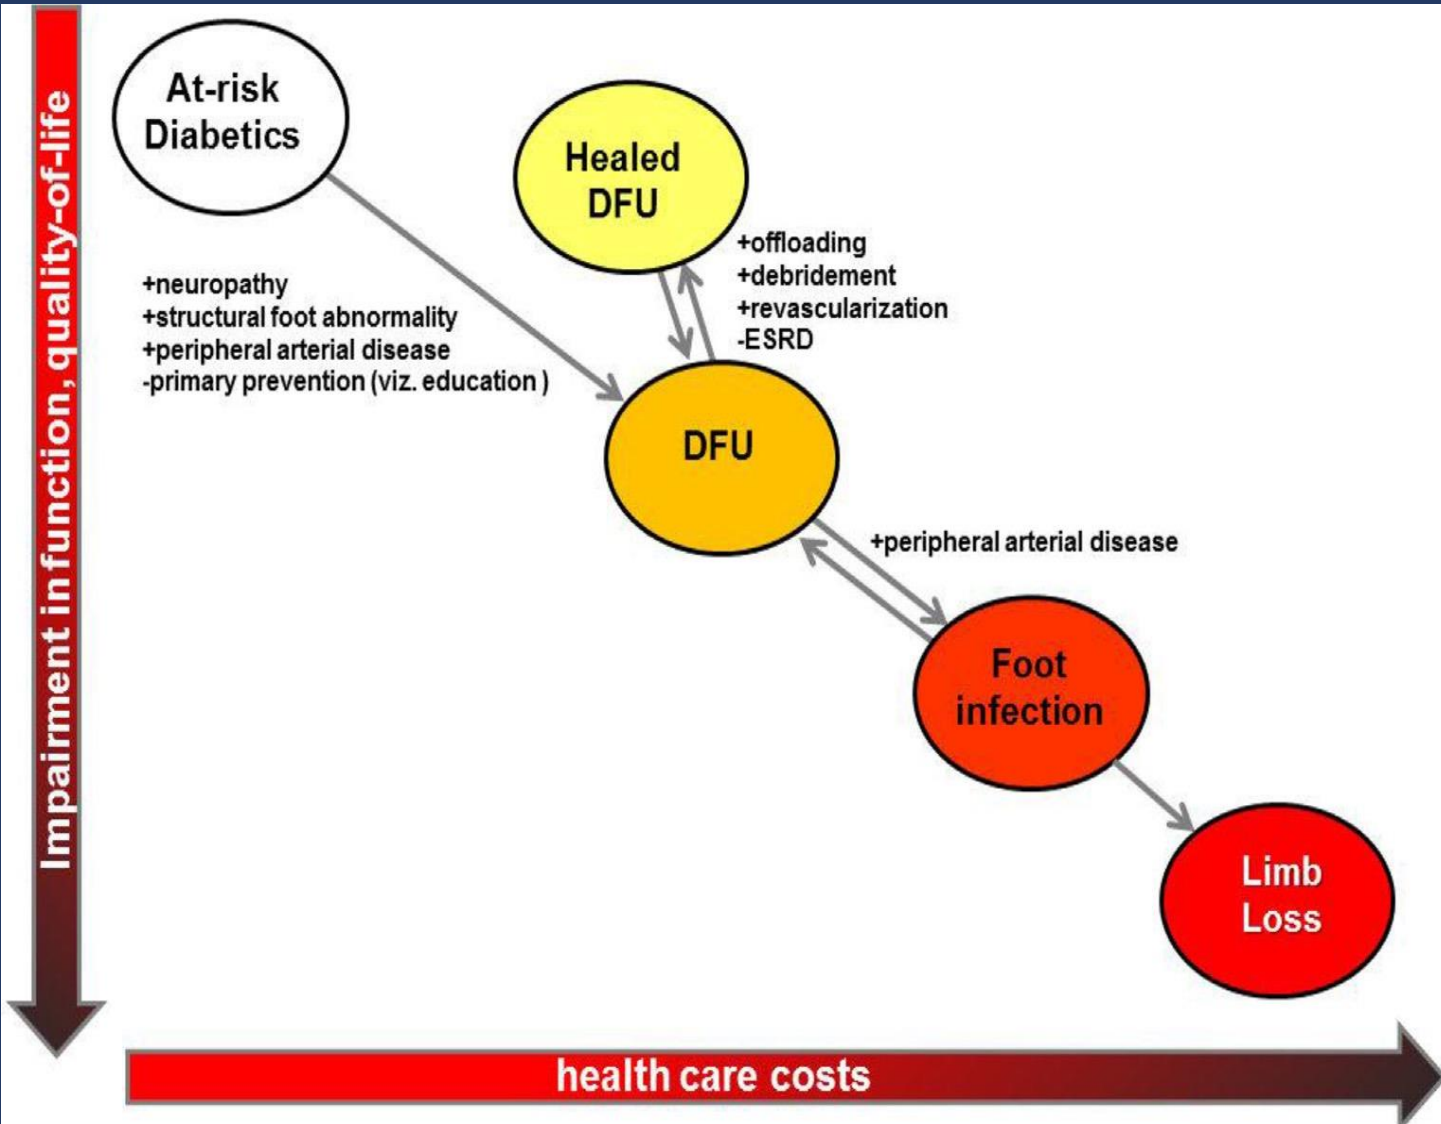 Impairment in function, quality-of-life
At-risk
Diabetics
Healed
DFU
+offloading
+debridement
+revascularization
-ESRD
+neuropathy
+structural foot abnormality
+peripheral arterial disease
-primary prevention (viz. education )
DFU
+peripheral arterial disease
Foot
infection
Limb
Loss
health care costs